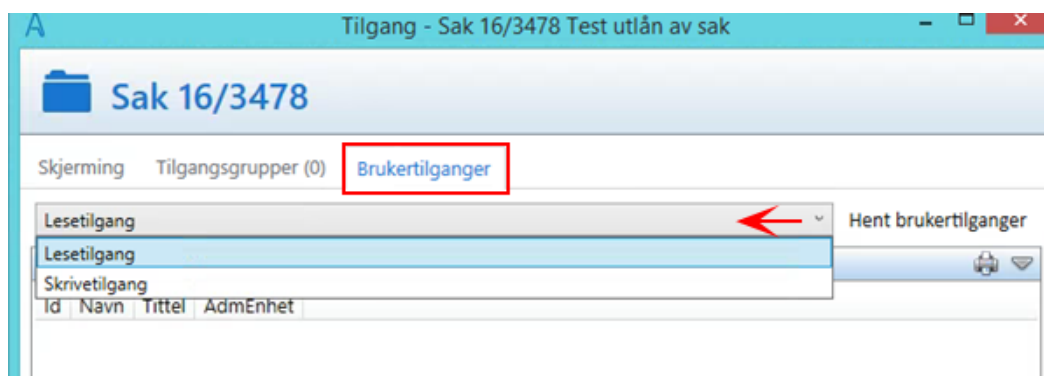 Tilgang - Sak 16/3478 Test utlån av sak
Sak 16/3478
Skjerming Tilgangsgrupper (0) Brukertilganger
Lesetilgang Hent brukertilganger
Lesetilgang
Skrivetilgang
Id Navn Tittel AdmEnhet